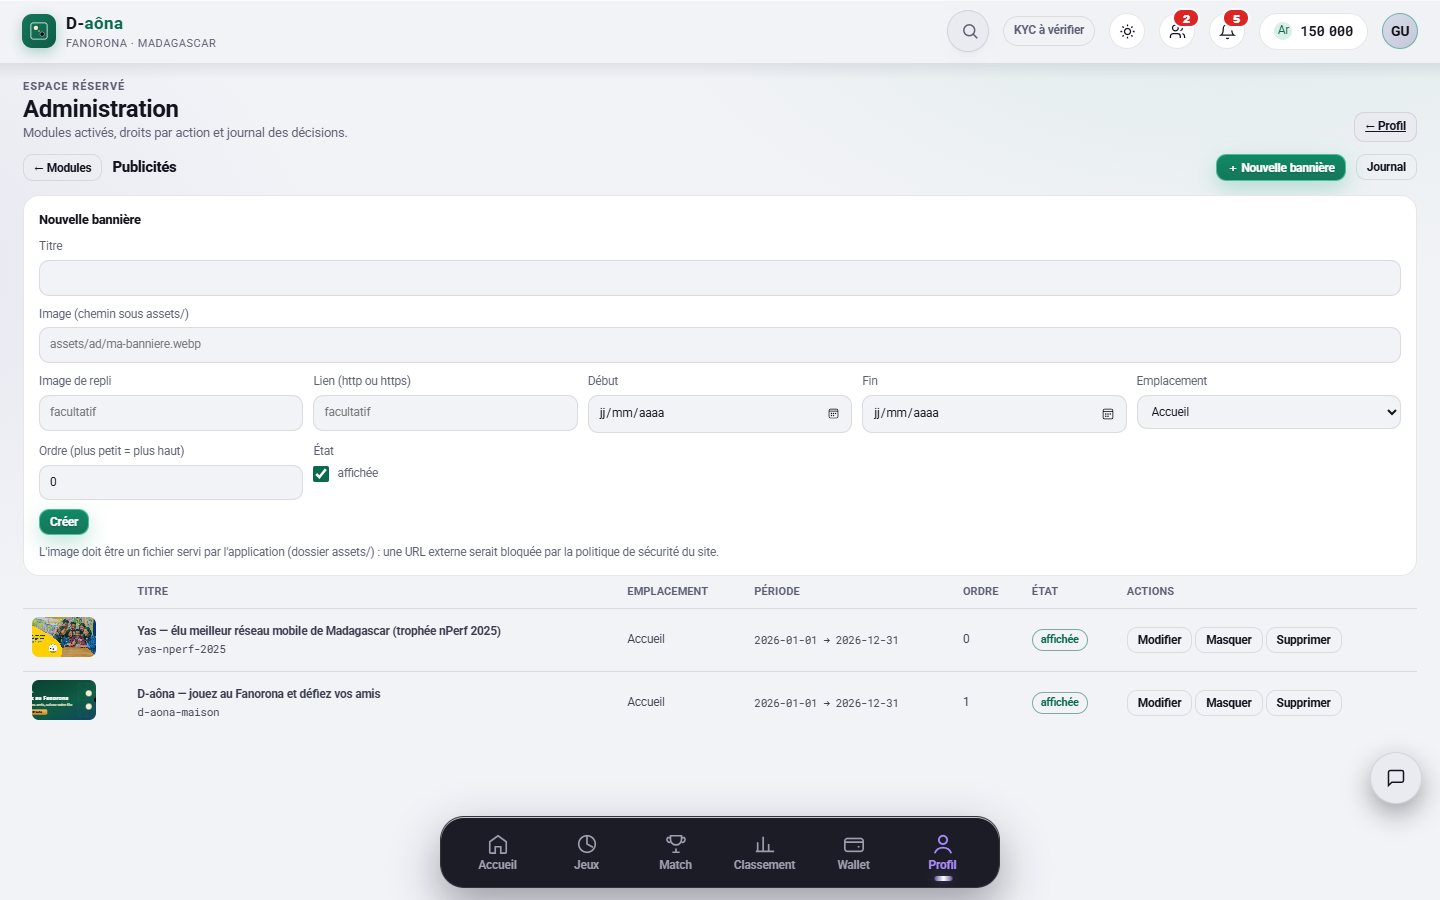 D-aôna
FANORONA · MADAGASCAR
KYC à vérifier
2
5
Ar 150 000
GU
ESPACE RÉSERVÉ
Administration
Modules activés, droits par action et journal des décisions.
← Profil
← Modules
Publicités
+ Nouvelle bannière
Journal
Nouvelle bannière
Titre
Image (chemin sous assets/)
assets/ad/ma-banniere.webp
Image de repli
Lien (http ou https)
Début
Fin
Emplacement
facultatif
facultatif
jj/mm/aaaa
jj/mm/aaaa
Accueil
Ordre (plus petit = plus haut)
État
0
affichée
Créer
L'image doit être un fichier servi par l'application (dossier assets/) : une URL externe serait bloquée par la politique de sécurité du site.
TITRE
EMPLACEMENT
PÉRIODE
ORDRE
ÉTAT
ACTIONS
Yas — élu meilleur réseau mobile de Madagascar (trophée nPerf 2025)
yas-nperf-2025
Accueil
2026-01-01 → 2026-12-31
0
affichée
Modifier
Masquer
Supprimer
D-aôna — jouez au Fanorona et défiez vos amis
d-aona-maison
Accueil
2026-01-01 → 2026-12-31
1
affichée
Modifier
Masquer
Supprimer
Accueil
Jeux
Match
Classement
Wallet
Profil